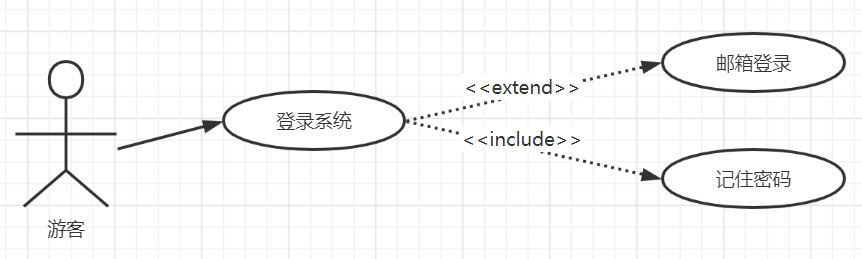 邮箱登录
<<extend>>
登录系统
<<include>>
记住密码
游客